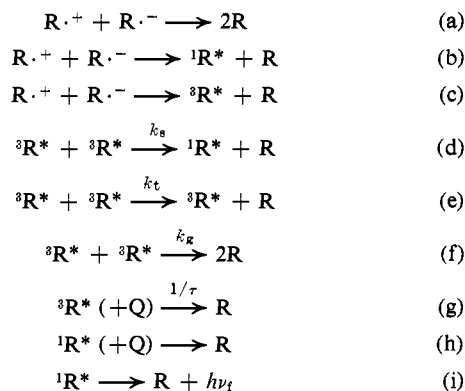 R·⁺ + R·⁻ ⟶ 2R (a)
R·⁺ + R·⁻ ⟶ ¹R* + R (b)
R·⁺ + R·⁻ ⟶ ³R* + R (c)
³R* + ³R* —kₛ→ ¹R* + R (d)
³R* + ³R* —kₜ→ ³R* + R (e)
³R* + ³R* —k_g→ 2R (f)
³R* (+Q) —1/τ→ R (g)
¹R* (+Q) ⟶ R (h)
¹R* ⟶ R + hν_f (i)